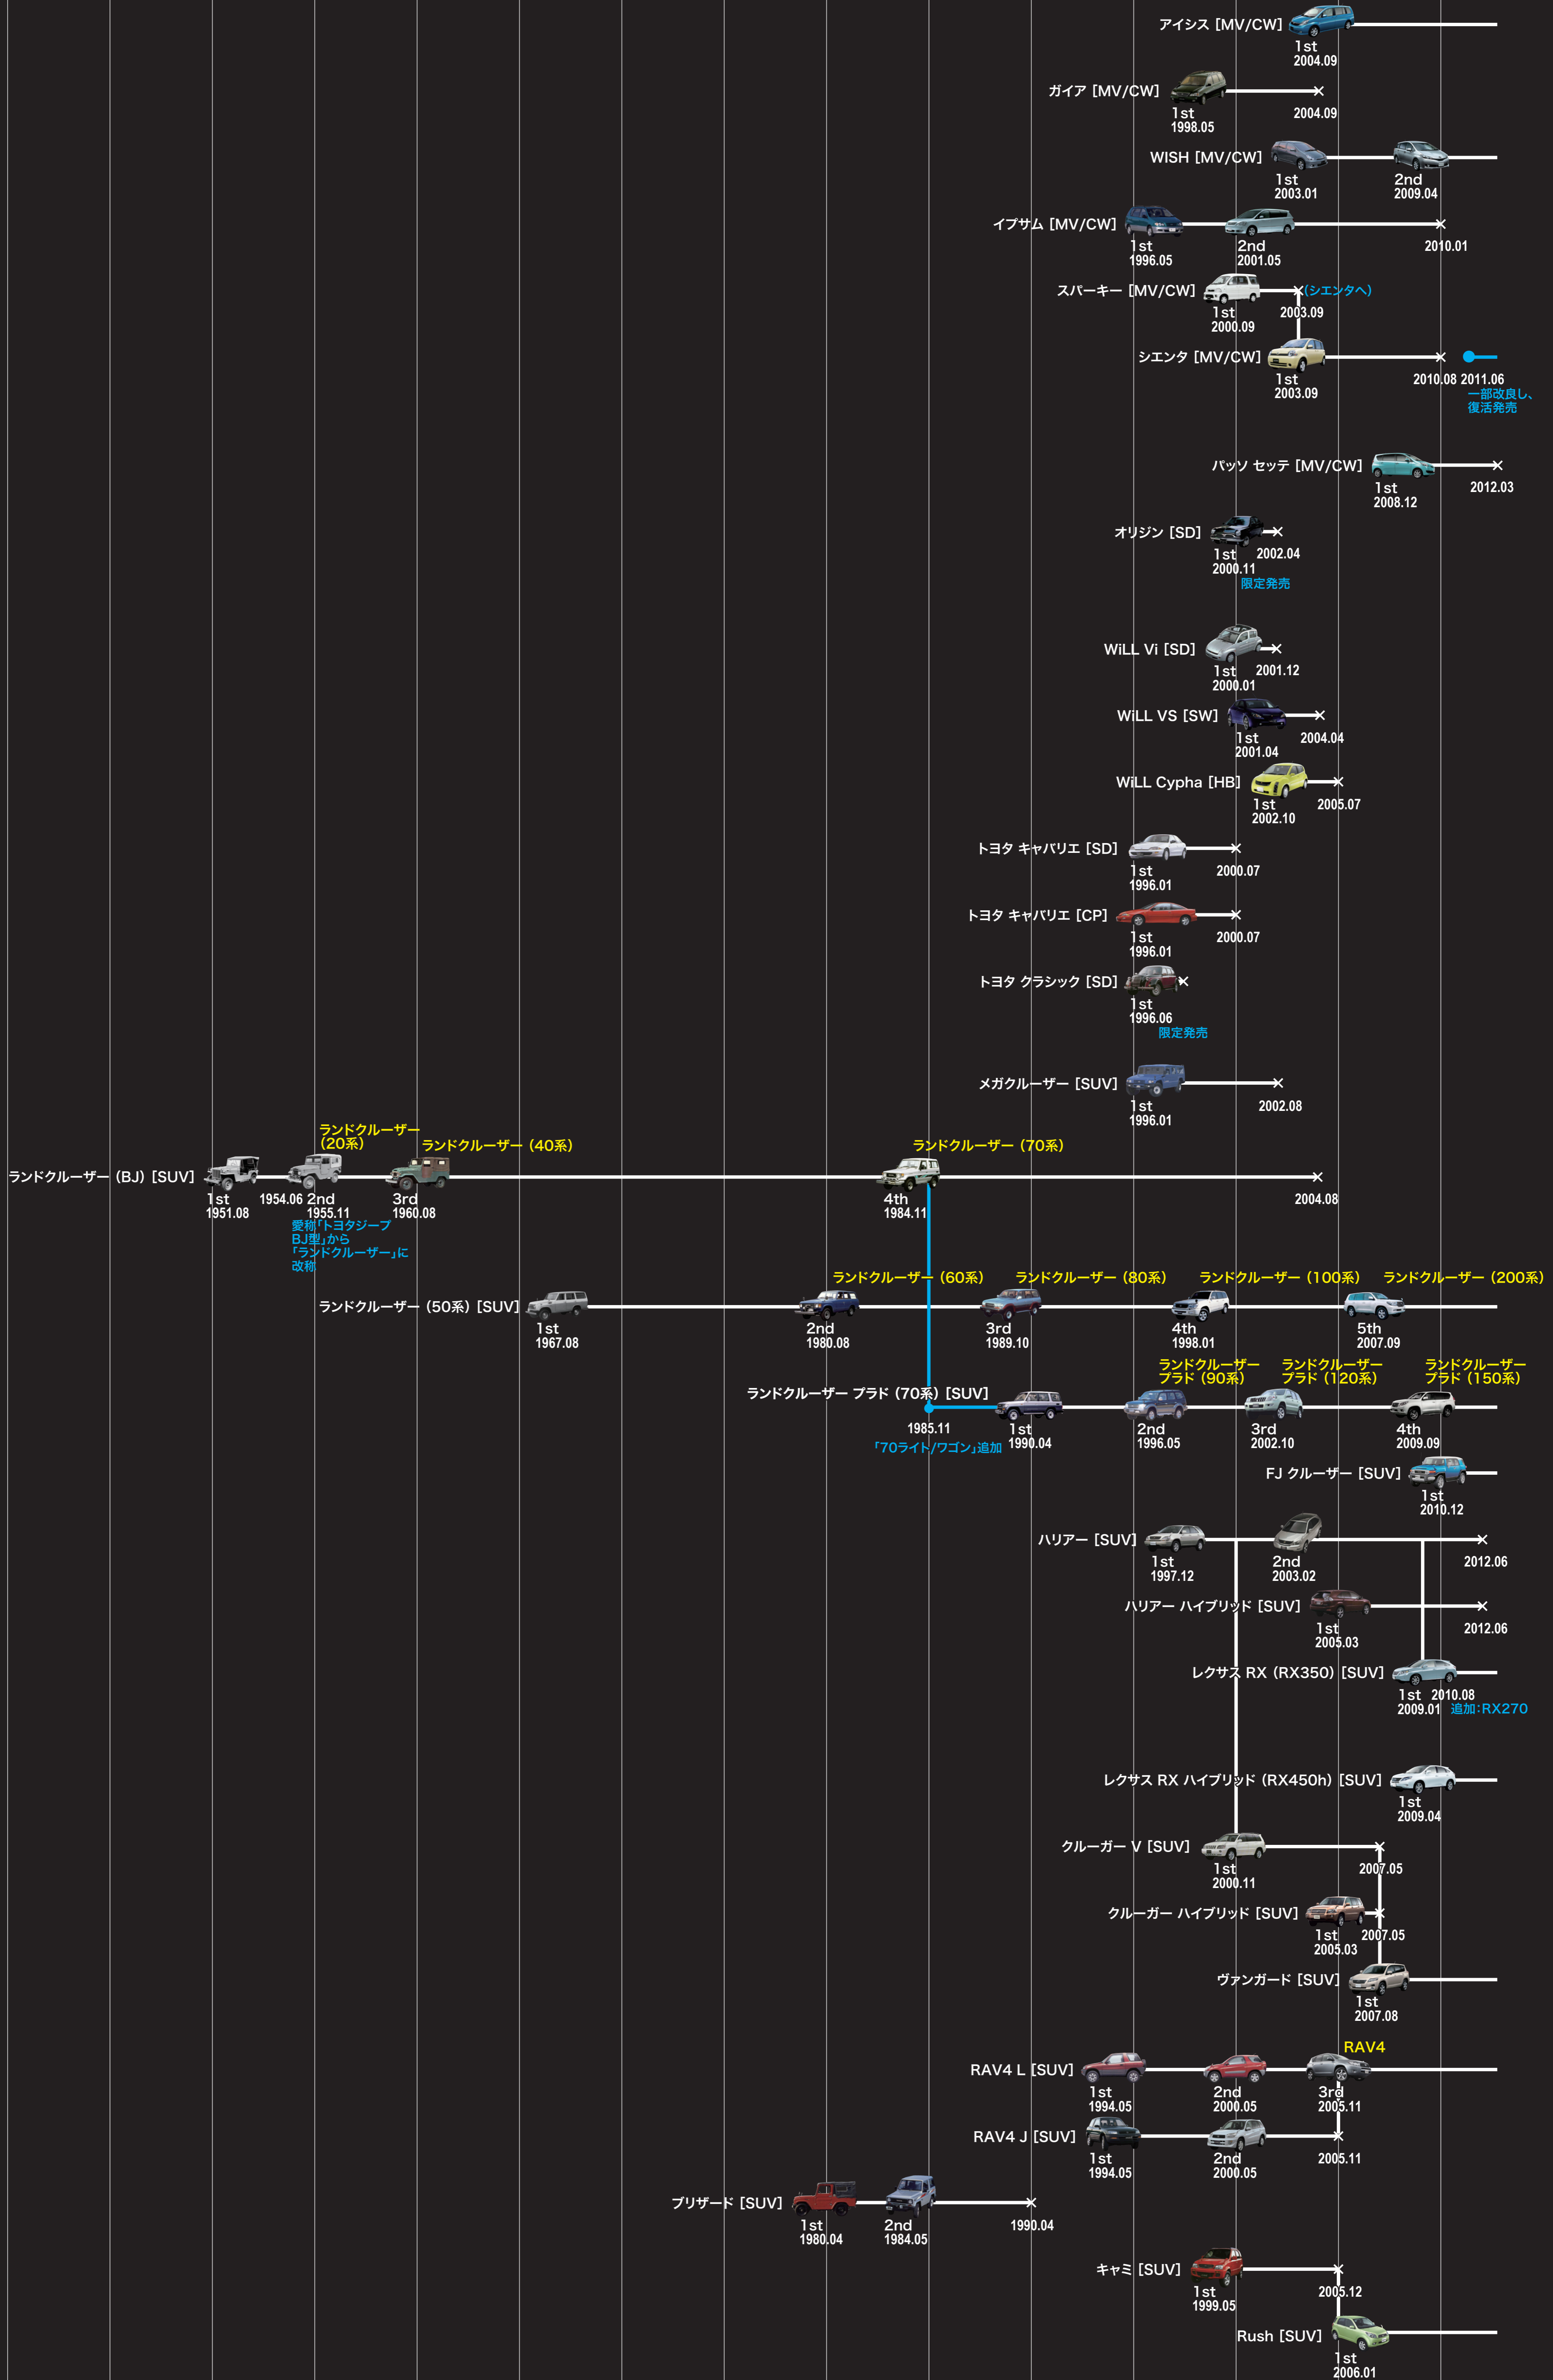 アイシス [MV/CW]
1st
2004.09
ガイア [MV/CW]
1st
1998.05
2004.09
WISH [MV/CW]
1st
2003.01
2nd
2009.04
イプサム [MV/CW]
1st
1996.05
2nd
2001.05
2010.01
スパーキー [MV/CW]
(シエンタへ)
1st
2000.09
2003.09
シエンタ [MV/CW]
1st
2003.09
2010.08
2011.06
一部改良し、
復活発売
パッソ セッテ [MV/CW]
1st
2008.12
2012.03
オリジン [SD]
1st
2000.11
2002.04
限定発売
WiLL Vi [SD]
1st
2000.01
2001.12
WiLL VS [SW]
1st
2001.04
2004.04
WiLL Cypha [HB]
1st
2002.10
2005.07
トヨタ キャバリエ [SD]
1st
1996.01
2000.07
トヨタ キャバリエ [CP]
1st
1996.01
2000.07
トヨタ クラシック [SD]
1st
1996.06
限定発売
メガクルーザー [SUV]
1st
1996.01
2002.08
ランドクルーザー (BJ) [SUV]
1st
1951.08
1954.06
愛称「トヨタジープ
BJ型」から
「ランドクルーザー」に
改称
ランドクルーザー
(20系)
2nd
1955.11
ランドクルーザー (40系)
3rd
1960.08
ランドクルーザー (70系)
4th
1984.11
2004.08
ランドクルーザー (50系) [SUV]
1st
1967.08
ランドクルーザー (60系)
2nd
1980.08
ランドクルーザー (80系)
3rd
1989.10
ランドクルーザー (100系)
4th
1998.01
ランドクルーザー (200系)
5th
2007.09
ランドクルーザー プラド (70系) [SUV]
1985.11
「70ライト/ワゴン」追加
1st
1990.04
ランドクルーザー
プラド (90系)
2nd
1996.05
ランドクルーザー
プラド (120系)
3rd
2002.10
ランドクルーザー
プラド (150系)
4th
2009.09
FJ クルーザー [SUV]
1st
2010.12
ハリアー [SUV]
1st
1997.12
2nd
2003.02
2012.06
ハリアー ハイブリッド [SUV]
1st
2005.03
2012.06
レクサス RX (RX350) [SUV]
1st
2009.01
2010.08
追加:RX270
レクサス RX ハイブリッド (RX450h) [SUV]
1st
2009.04
クルーガー V [SUV]
1st
2000.11
2007.05
クルーガー ハイブリッド [SUV]
1st
2005.03
2007.05
ヴァンガード [SUV]
1st
2007.08
RAV4 L [SUV]
1st
1994.05
2nd
2000.05
RAV4
3rd
2005.11
RAV4 J [SUV]
1st
1994.05
2nd
2000.05
2005.11
ブリザード [SUV]
1st
1980.04
2nd
1984.05
1990.04
キャミ [SUV]
1st
1999.05
2005.12
Rush [SUV]
1st
2006.01